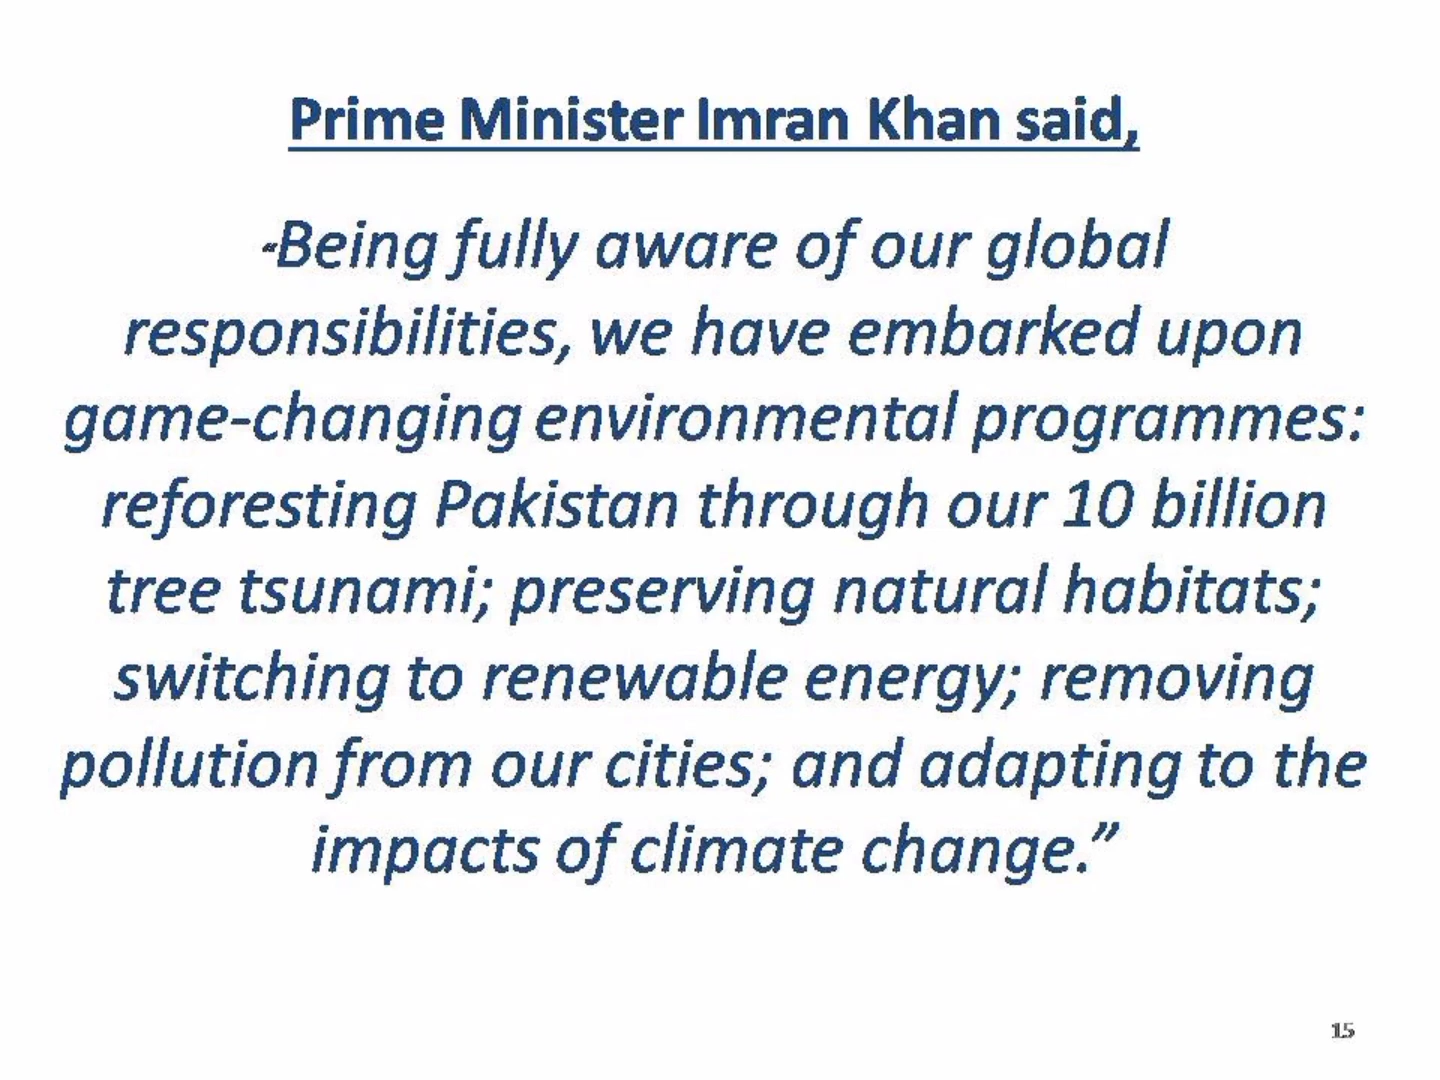 Prime Minister Imran Khan said,
“Being fully aware of our global
responsibilities, we have embarked upon
game-changing environmental programmes:
reforesting Pakistan through our 10 billion
tree tsunami; preserving natural habitats;
switching to renewable energy; removing
pollution from our cities; and adapting to the
impacts of climate change.”
15